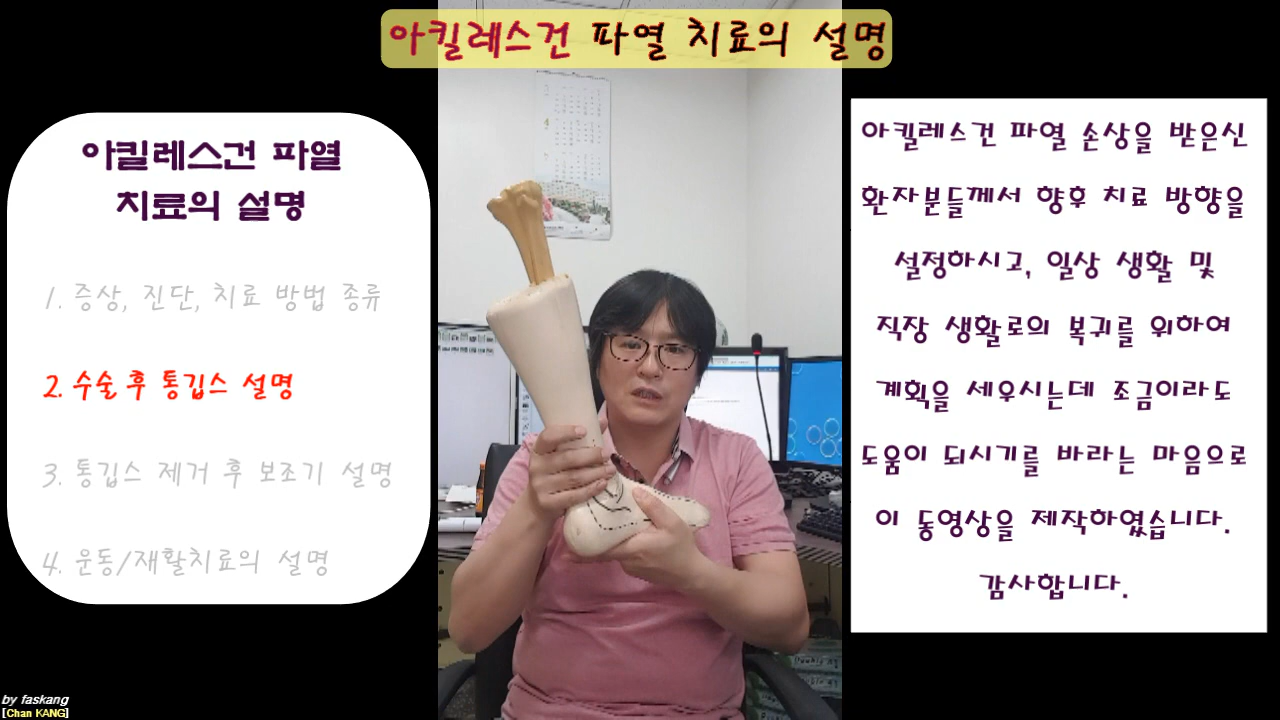 아킬레스건 파열 치료의 설명
아킬레스건 파열
치료의 설명
1. 증상, 진단, 치료 방법 종류
2. 수술 후 통깁스 설명
3. 통깁스 제거 후 보조기 설명
4. 운동/재활치료의 설명
아킬레스건 파열 손상을 받은신
환자분들께서 향후 치료 방향을
설정하시고, 일상 생활 및
직장 생활로의 복귀를 위하여
계획을 세우시는데 조금이라도
도움이 되시기를 바라는 마음으로
이 동영상을 제작하였습니다.
감사합니다.
by faskang
[Chan KANG]